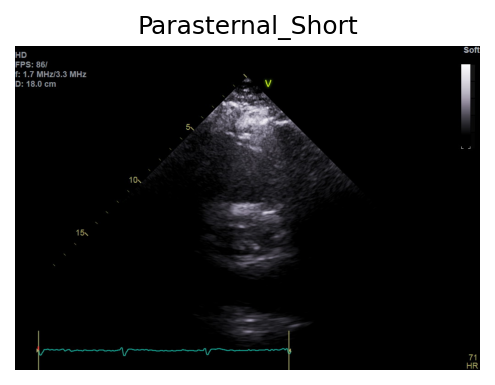 Parasternal_Short
HD
FPS: 86/
f: 1.7 MHz/3.3 MHz
D: 18.0 cm
Soft
V
5
10
15
71
HR